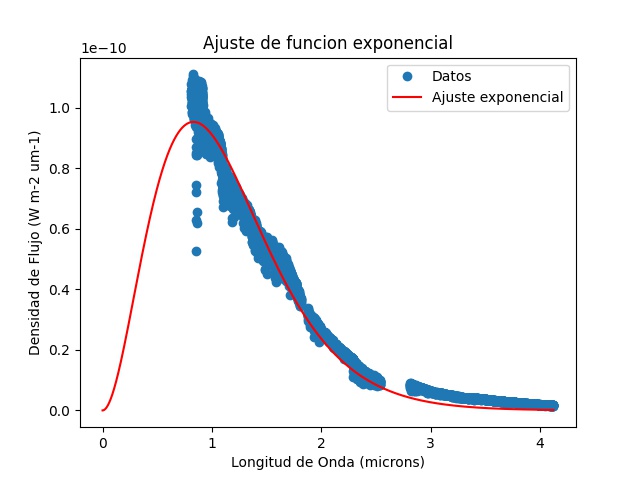 Ajuste de funcion exponencial
1e−10
Datos
Ajuste exponencial
1.0
0.8
0.6
0.4
0.2
0.0
Densidad de Flujo (W m-2 um-1)
0 1 2 3 4
Longitud de Onda (microns)